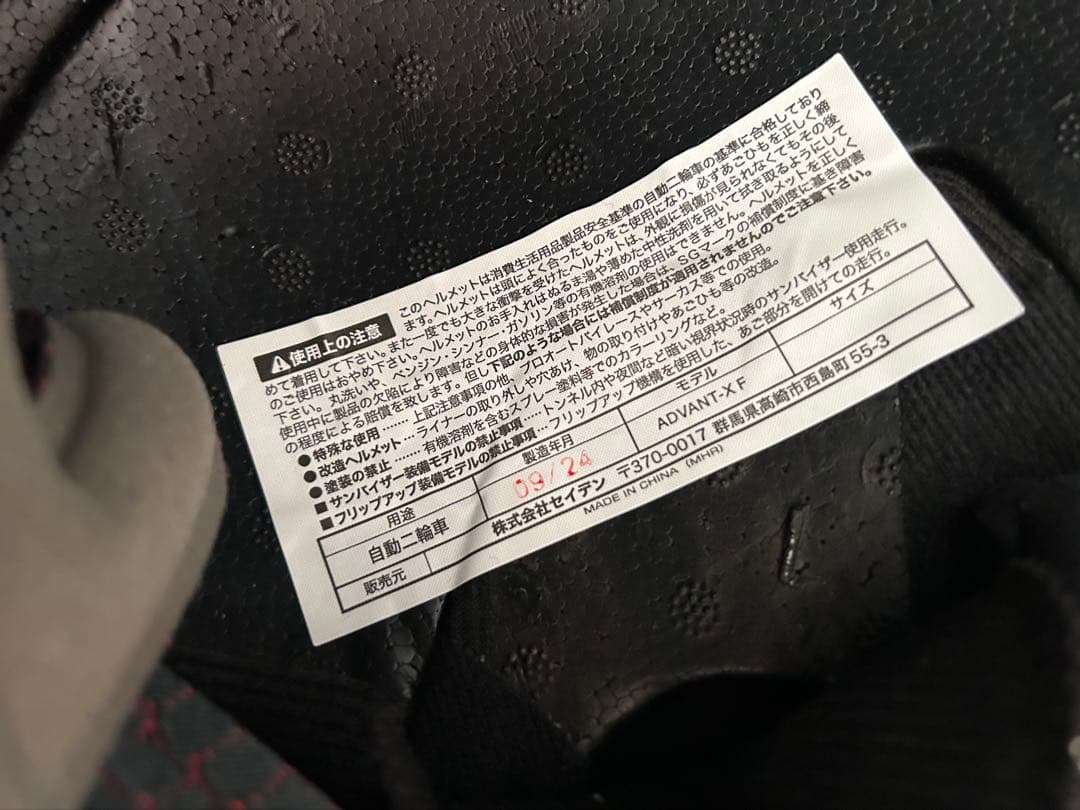 ⚠使用上の注意
このヘルメットは消費生活用品製品安全基準の自動二輪車の基準に合格しており
ます。ヘルメットは頭によく合ったものをご使用になり、必ずあごひもを正しく締
めて着用して下さい。また一度でも大きな衝撃を受けたヘルメットは、外観に損傷が見られなくてもその後
のご使用はおやめ下さい。ヘルメットのお手入れはぬるま湯や薄めた中性洗剤を用いて拭き取るようにして
下さい。丸洗いや、ベンジン・シンナー・ガソリン等の有機溶剤の使用はできません。ヘルメットを正しく
使用中に製品の欠陥により障害などの身体的な損害が発生した場合は、SGマークの補償制度に基き障害
の程度による賠償を致します。但し下記のような場合には補償制度が適用されませんのでご注意下さい。
●特殊な使用……上記注意事項の他、プロオートバイレースやサーカス等での使用。
●改造ヘルメット…ライナーの取り外しや穴あけ、物の取り付けやあごひも等の改造。
●塗装の禁止……有機溶剤を含むスプレー、塗料等でのカラーリングなど。
■サンバイザー装備モデルの禁止事項……トンネル内や夜間など暗い視界状況時のサンバイザー使用走行。
■フリップアップ装備モデルの禁止事項…フリップアップ機構を使用した、あご部分を開けての走行。
用途 製造年月 モデル サイズ
自動二輪車 09/24 ADVANT-XF
販売元 株式会社セイデン 〒370-0017 群馬県高崎市西島町55-3
MADE IN CHINA (MHR)